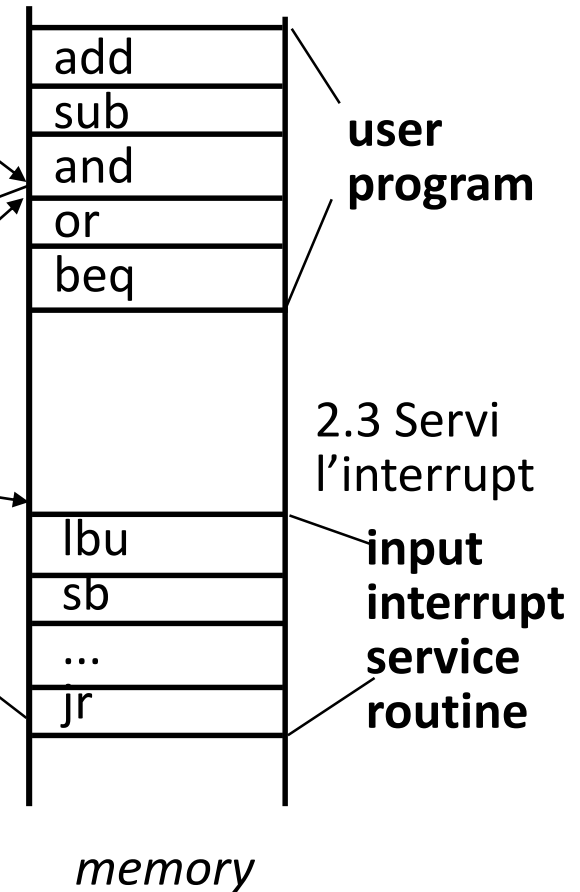 add
sub
and
or
beq
user
program
2.3 Servi
l’interrupt
lbu
sb
...
jr
input
interrupt
service
routine
memory